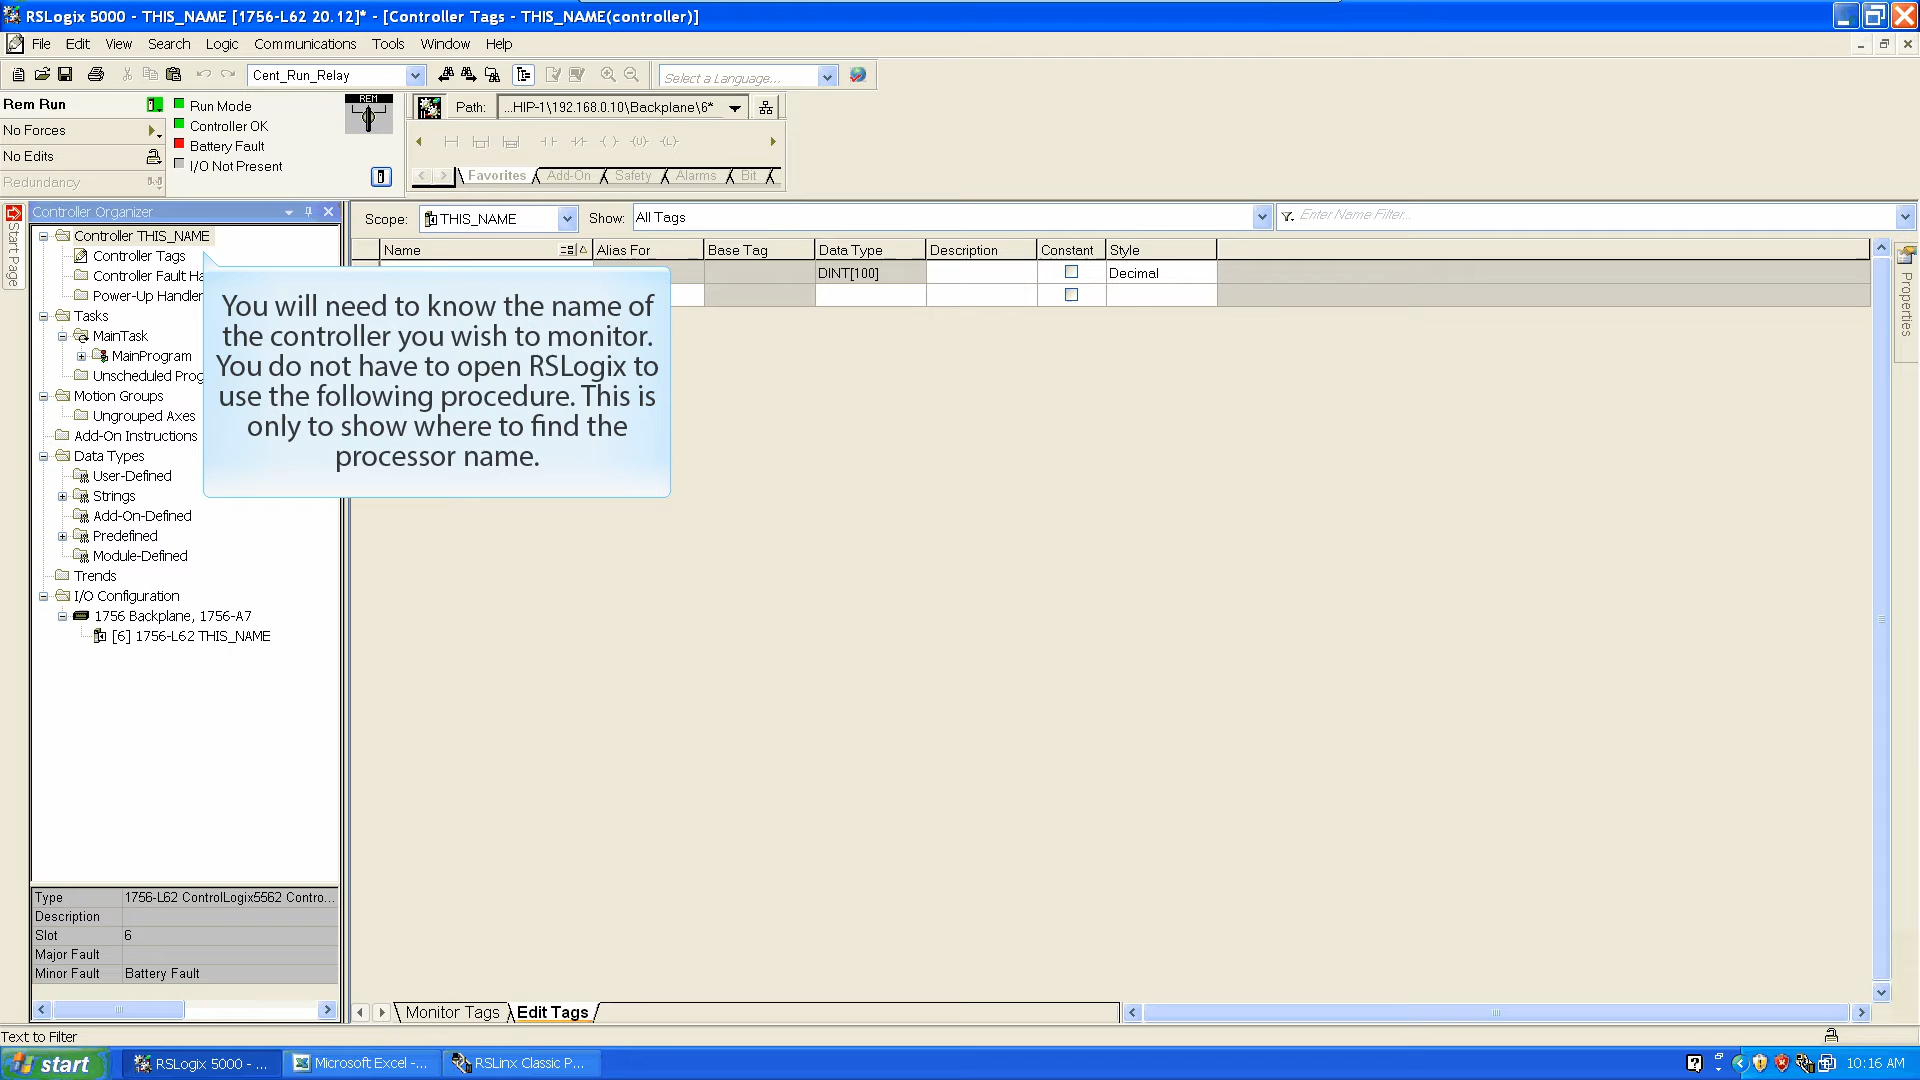 RSLogix 5000 - THIS_NAME [1756-L62 20.12]* - [Controller Tags - THIS_NAME(controller)]
File Edit View Search Logic Communications Tools Window Help
Cent_Run_Relay
Select a Language...
Rem Run
No Forces
No Edits
Redundancy
Run Mode
Controller OK
Battery Fault
I/O Not Present
REM
Path: ...HIP-1\192.168.0.10\Backplane\6*
Favorites Add-On Safety Alarms Bit
Start Page
Controller Organizer
Controller THIS_NAME
Controller Tags
Controller Fault Ha
Power-Up Handler
Tasks
MainTask
MainProgram
Unscheduled Prog
Motion Groups
Ungrouped Axes
Add-On Instructions
Data Types
User-Defined
Strings
Add-On-Defined
Predefined
Module-Defined
Trends
I/O Configuration
1756 Backplane, 1756-A7
[6] 1756-L62 THIS_NAME
Type 1756-L62 ControlLogix5562 Contro...
Description
Slot 6
Major Fault
Minor Fault Battery Fault
Scope: THIS_NAME Show: All Tags
Enter Name Filter...
Name Alias For Base Tag Data Type Description Constant Style
DINT[100] Decimal
You will need to know the name of
the controller you wish to monitor.
You do not have to open RSLogix to
use the following procedure. This is
only to show where to find the
processor name.
Properties
Monitor Tags Edit Tags
Text to Filter
start RSLogix 5000 - ... Microsoft Excel -... RSLinx Classic P... 10:16 AM